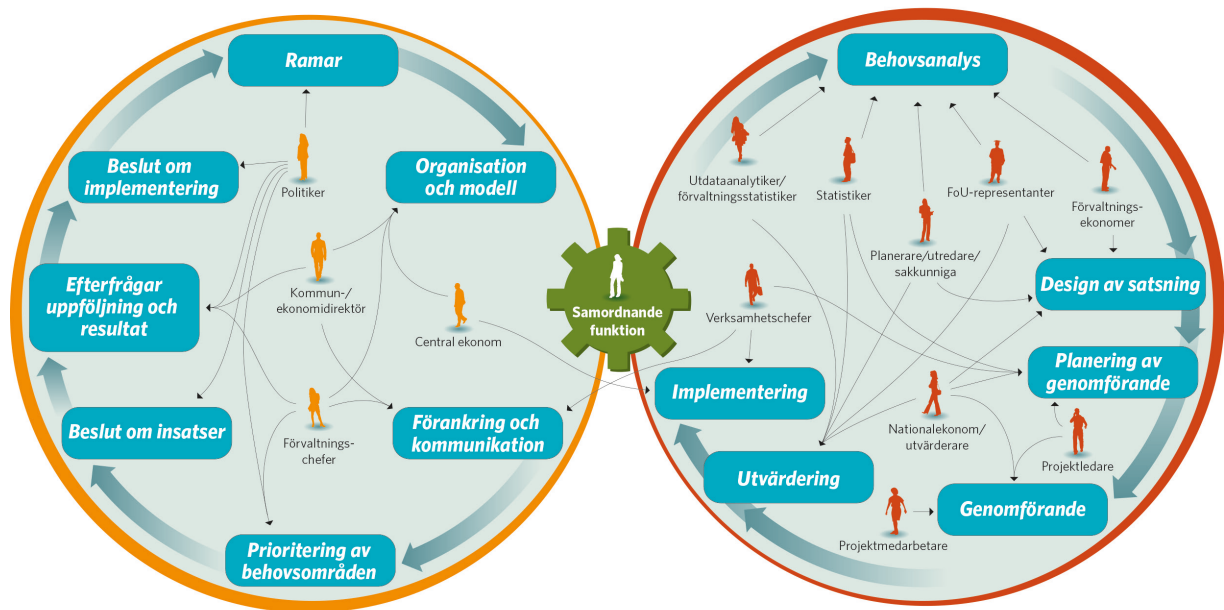 Ramar
Beslut om
implementering
Politiker
Organisation
och modell
Efterfrågar
uppföljning och
resultat
Kommun-/
ekonomidirektör
Central ekonom
Beslut om insatser
Förvaltnings-
chefer
Förankring och
kommunikation
Prioritering av
behovsområden
Samordnande
funktion
Behovsanalys
Utdataanalytiker/
förvaltningsstatistiker
Statistiker
FoU-representanter
Förvaltnings-
ekonomer
Planerare/utredare/
sakkunniga
Design av satsning
Verksamhetschefer
Planering av
genomförande
Implementering
Nationalekonom/
utvärderare
Projektledare
Utvärdering
Genomförande
Projektmedarbetare